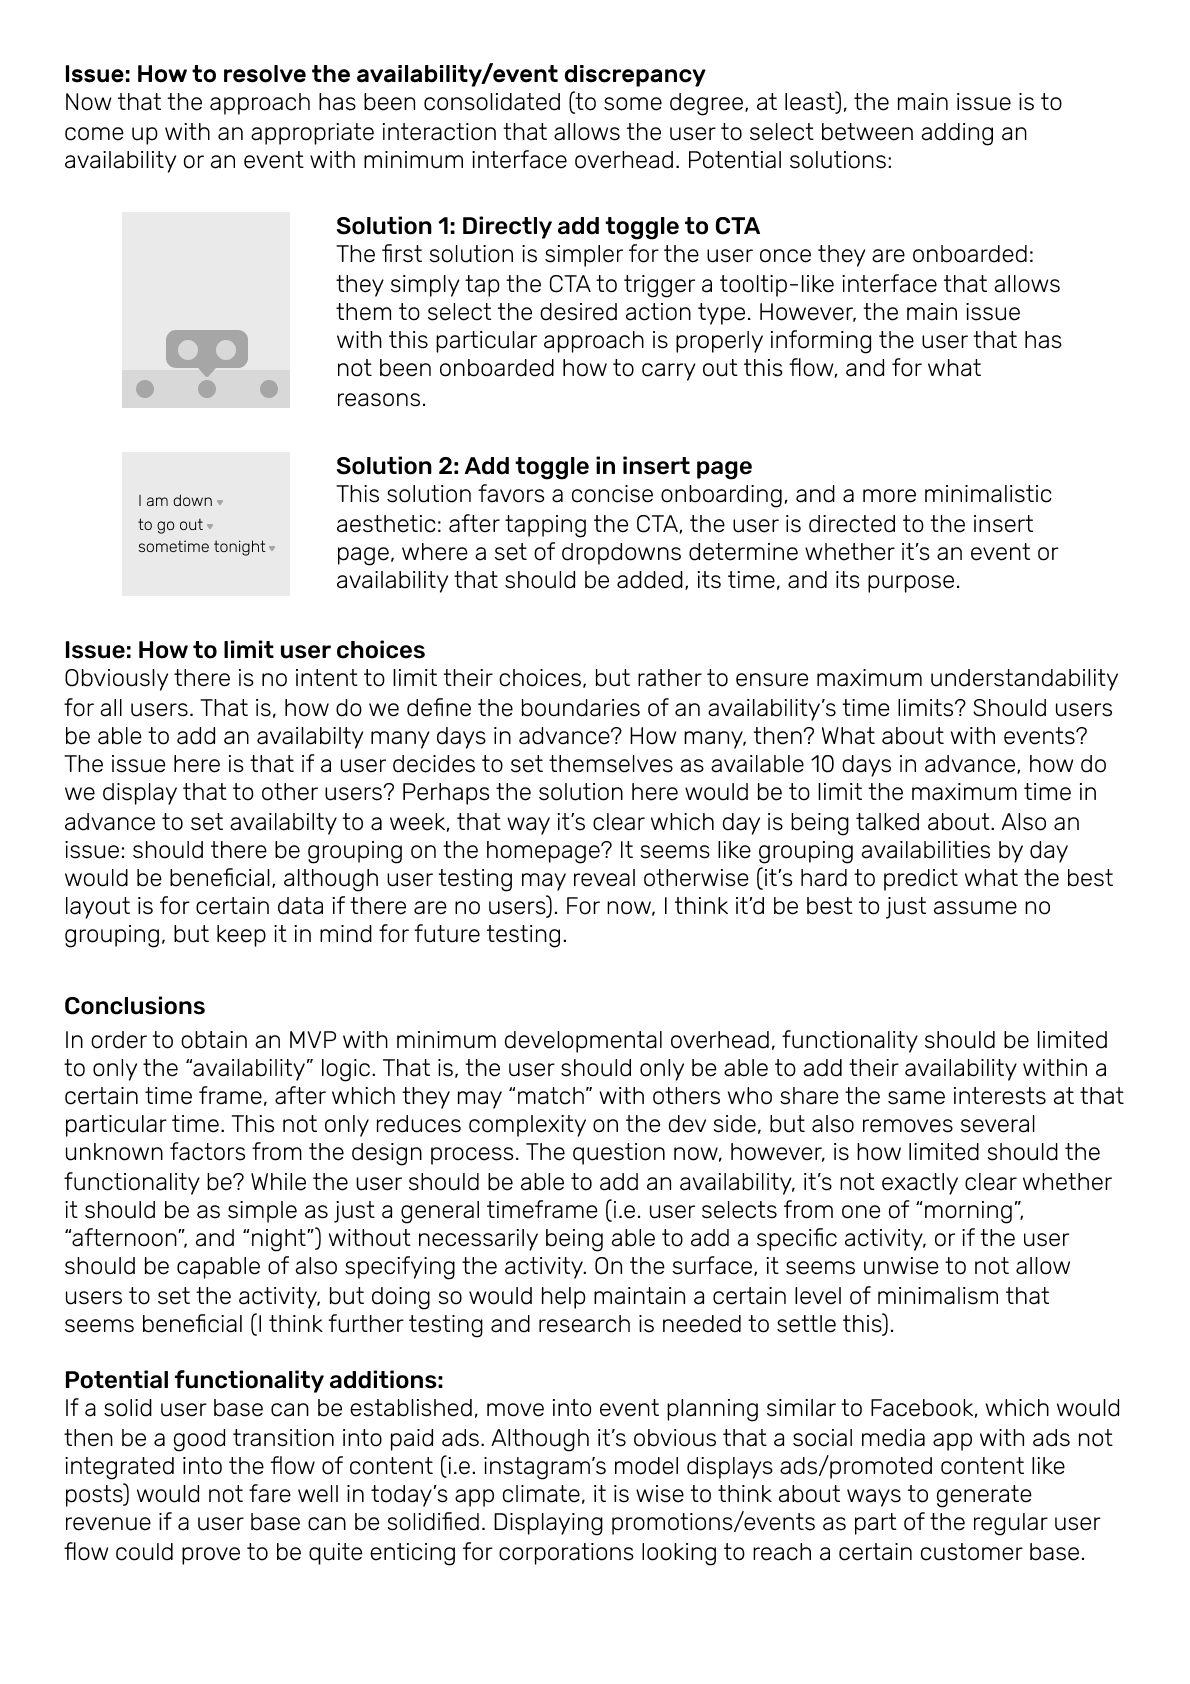 Issue: How to resolve the availability/event discrepancy
Now that the approach has been consolidated (to some degree, at least), the main issue is to
come up with an appropriate interaction that allows the user to select between adding an
availability or an event with minimum interface overhead. Potential solutions:
Solution 1: Directly add toggle to CTA
The first solution is simpler for the user once they are onboarded:
they simply tap the CTA to trigger a tooltip-like interface that allows
them to select the desired action type. However, the main issue
with this particular approach is properly informing the user that has
not been onboarded how to carry out this flow, and for what
reasons.
I am down
to go out
sometime tonight
Solution 2: Add toggle in insert page
This solution favors a concise onboarding, and a more minimalistic
aesthetic: after tapping the CTA, the user is directed to the insert
page, where a set of dropdowns determine whether it’s an event or
availability that should be added, its time, and its purpose.
Issue: How to limit user choices
Obviously there is no intent to limit their choices, but rather to ensure maximum understandability
for all users. That is, how do we define the boundaries of an availability’s time limits? Should users
be able to add an availabilty many days in advance? How many, then? What about with events?
The issue here is that if a user decides to set themselves as available 10 days in advance, how do
we display that to other users? Perhaps the solution here would be to limit the maximum time in
advance to set availabilty to a week, that way it’s clear which day is being talked about. Also an
issue: should there be grouping on the homepage? It seems like grouping availabilities by day
would be beneficial, although user testing may reveal otherwise (it’s hard to predict what the best
layout is for certain data if there are no users). For now, I think it’d be best to just assume no
grouping, but keep it in mind for future testing.
Conclusions
In order to obtain an MVP with minimum developmental overhead, functionality should be limited
to only the “availability” logic. That is, the user should only be able to add their availability within a
certain time frame, after which they may “match” with others who share the same interests at that
particular time. This not only reduces complexity on the dev side, but also removes several
unknown factors from the design process. The question now, however, is how limited should the
functionality be? While the user should be able to add an availability, it’s not exactly clear whether
it should be as simple as just a general timeframe (i.e. user selects from one of “morning”,
“afternoon”, and “night”) without necessarily being able to add a specific activity, or if the user
should be capable of also specifying the activity. On the surface, it seems unwise to not allow
users to set the activity, but doing so would help maintain a certain level of minimalism that
seems beneficial (I think further testing and research is needed to settle this).
Potential functionality additions:
If a solid user base can be established, move into event planning similar to Facebook, which would
then be a good transition into paid ads. Although it’s obvious that a social media app with ads not
integrated into the flow of content (i.e. instagram’s model displays ads/promoted content like
posts) would not fare well in today’s app climate, it is wise to think about ways to generate
revenue if a user base can be solidified. Displaying promotions/events as part of the regular user
flow could prove to be quite enticing for corporations looking to reach a certain customer base.